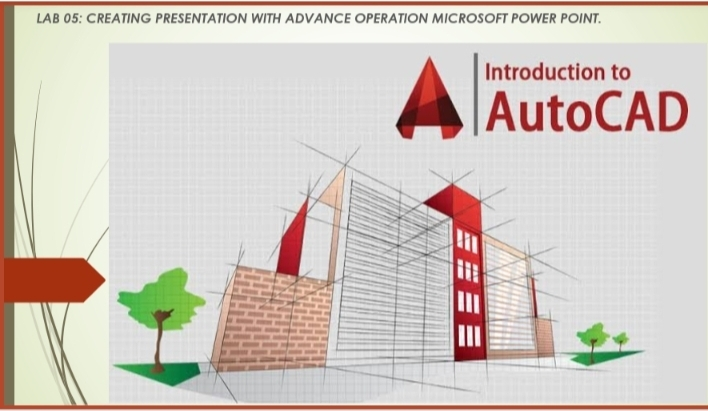 LAB 05: CREATING PRESENTATION WITH ADVANCE OPERATION MICROSOFT POWER POINT.
Introduction to
AutoCAD